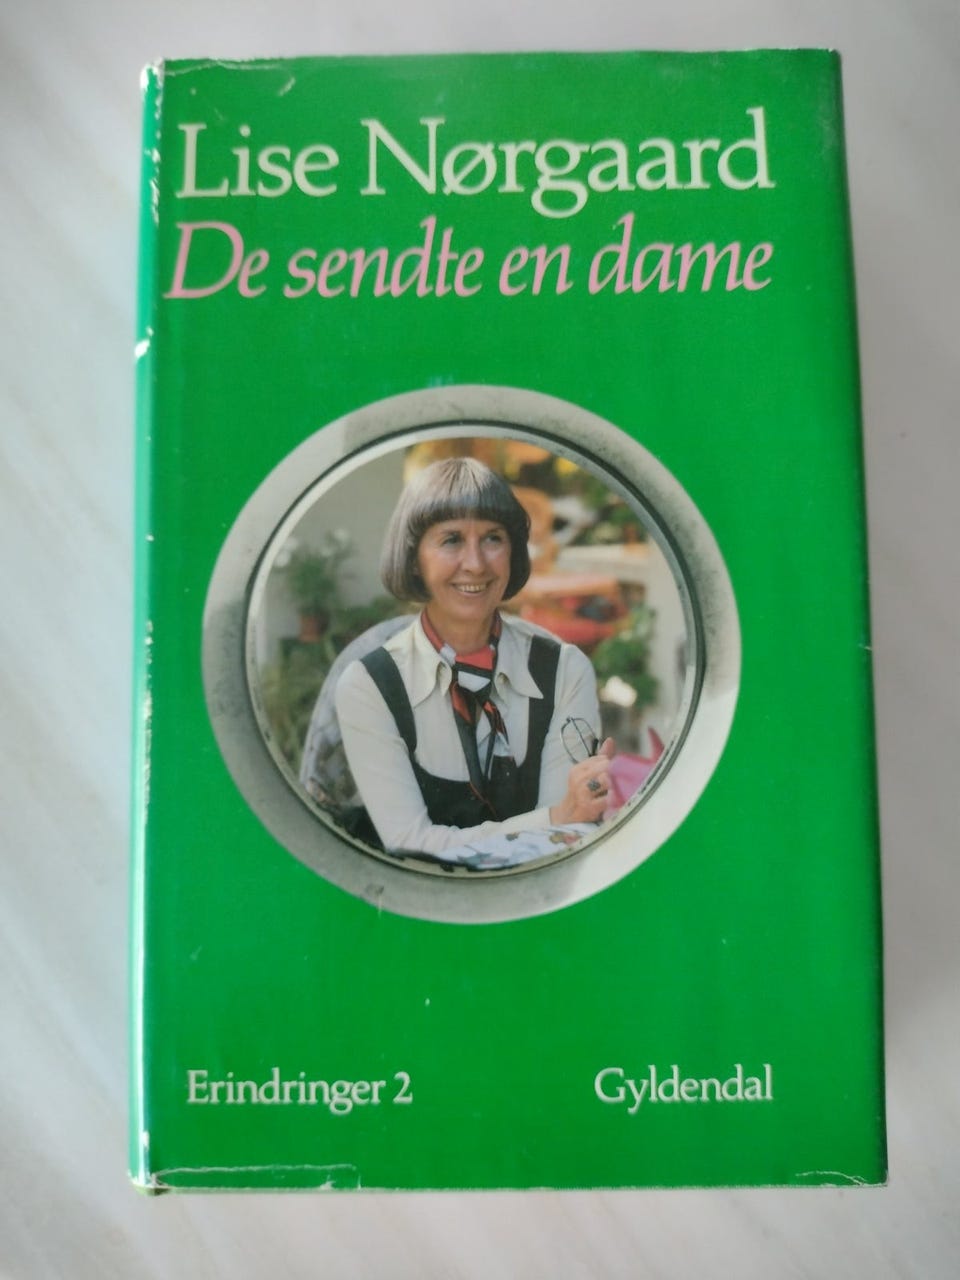 Lise Nørgaard
De sendte en dame
Erindringer 2
Gyldendal